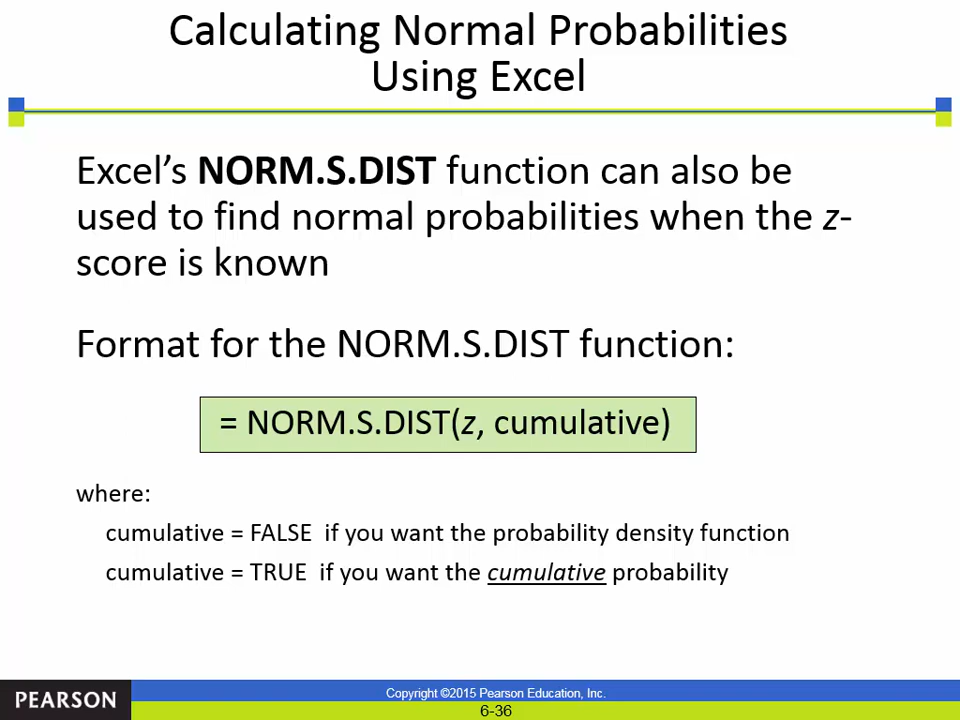 Calculating Normal Probabilities
Using Excel
Excel’s NORM.S.DIST function can also be
used to find normal probabilities when the z-
score is known
Format for the NORM.S.DIST function:
= NORM.S.DIST(z, cumulative)
where:
cumulative = FALSE if you want the probability density function
cumulative = TRUE if you want the cumulative probability
PEARSON
Copyright ©2015 Pearson Education, Inc.
6-36